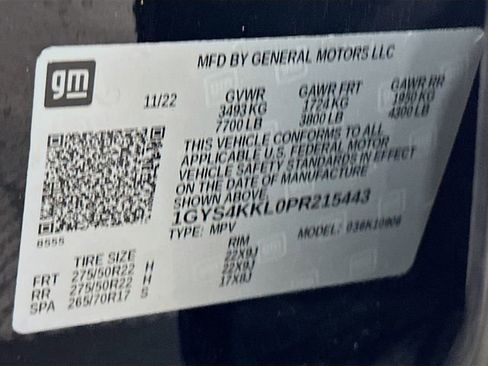 gm
MFD BY GENERAL MOTORS LLC
11/22
GVWR GAWR FRT GAWR RR
3493 KG 1724 KG 1950 KG
7700 LB 3800 LB 4300 LB
THIS VEHICLE CONFORMS TO ALL
APPLICABLE U.S. FEDERAL MOTOR
VEHICLE SAFETY STANDARDS IN EFFECT
ON THE DATE OF MANUFACTURE
SHOWN ABOVE.
1GYS4KKL0PR215443
TYPE: MPV MODEL:
8555
TIRE SIZE RIM
FRT 275/50R22 H 22X9J
RR 275/50R22 H 22X9J
SPA 265/70R17 S 17X8J